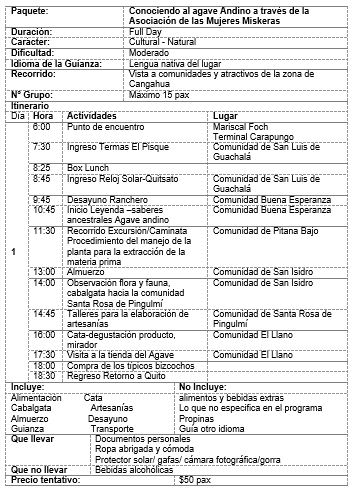 Paquete: Conociendo al agave Andino a través de la
Asociación de las Mujeres Miskeras
Duración: Full Day
Carácter: Cultural - Natural
Dificultad: Moderado
Idioma de la Guianza: Lengua nativa del lugar
Recorrido: Vista a comunidades y atractivos de la zona de
Cangahua
N° Grupo: Máximo 15 pax
Itinerario
Día Hora Actividades Lugar
6:00 Punto de encuentro Mariscal Foch
Terminal Carapungo
7:30 Ingreso Termas El Pisque Comunidad de San Luis de
Guachalá
8:25 Box Lunch
8:45 Ingreso Reloj Solar-Quitsato Comunidad de San Luis de
Guachalá
9:45 Desayuno Ranchero Comunidad Buena Esperanza
10:45 Inicio Leyenda –saberes Comunidad Buena Esperanza
ancestrales Agave andino
11:30 Recorrido Excursión/Caminata Comunidad de Pitana Bajo
Procedimiento del manejo de la
planta para la extracción de la
1 materia prima
13:00 Almuerzo Comunidad de San Isidro
14:00 Observación flora y fauna, Comunidad de San Isidro
cabalgata hacia la comunidad
Santa Rosa de Pingulmí
14:45 Talleres para la elaboración de Comunidad de Santa Rosa de
artesanías Pingulmí
16:00 Cata-degustación producto, Comunidad El Llano
mirador
17:30 Visita a la tienda del Agave Comunidad El Llano
18:00 Compra de los típicos bizcochos
18:30 Regreso Retorno a Quito
Incluye: No Incluye:
Alimentación Cata alimentos y bebidas extras
Cabalgata Artesanías Lo que no especifica en el programa
Almuerzo Desayuno Propinas
Guianza Transporte Guía otro idioma
Que llevar Documentos personales
Ropa abrigada y cómoda
Protector solar/ gafas/ cámara fotográfica/gorra
Que no llevar Bebidas alcohólicas
Precio tentativo: $50 pax